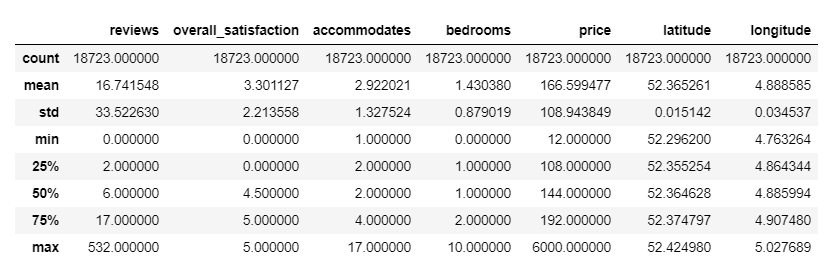 reviews overall_satisfaction accommodates bedrooms price latitude longitude
count 18723.000000 18723.000000 18723.000000 18723.000000 18723.000000 18723.000000 18723.000000
mean 16.741548 3.301127 2.922021 1.430380 166.599477 52.365261 4.888585
std 33.522630 2.213558 1.327524 0.879019 108.943849 0.015142 0.034537
min 0.000000 0.000000 1.000000 0.000000 12.000000 52.296200 4.763264
25% 2.000000 0.000000 2.000000 1.000000 108.000000 52.355254 4.864344
50% 6.000000 4.500000 2.000000 1.000000 144.000000 52.364628 4.885994
75% 17.000000 5.000000 4.000000 2.000000 192.000000 52.374797 4.907480
max 532.000000 5.000000 17.000000 10.000000 6000.000000 52.424980 5.027689